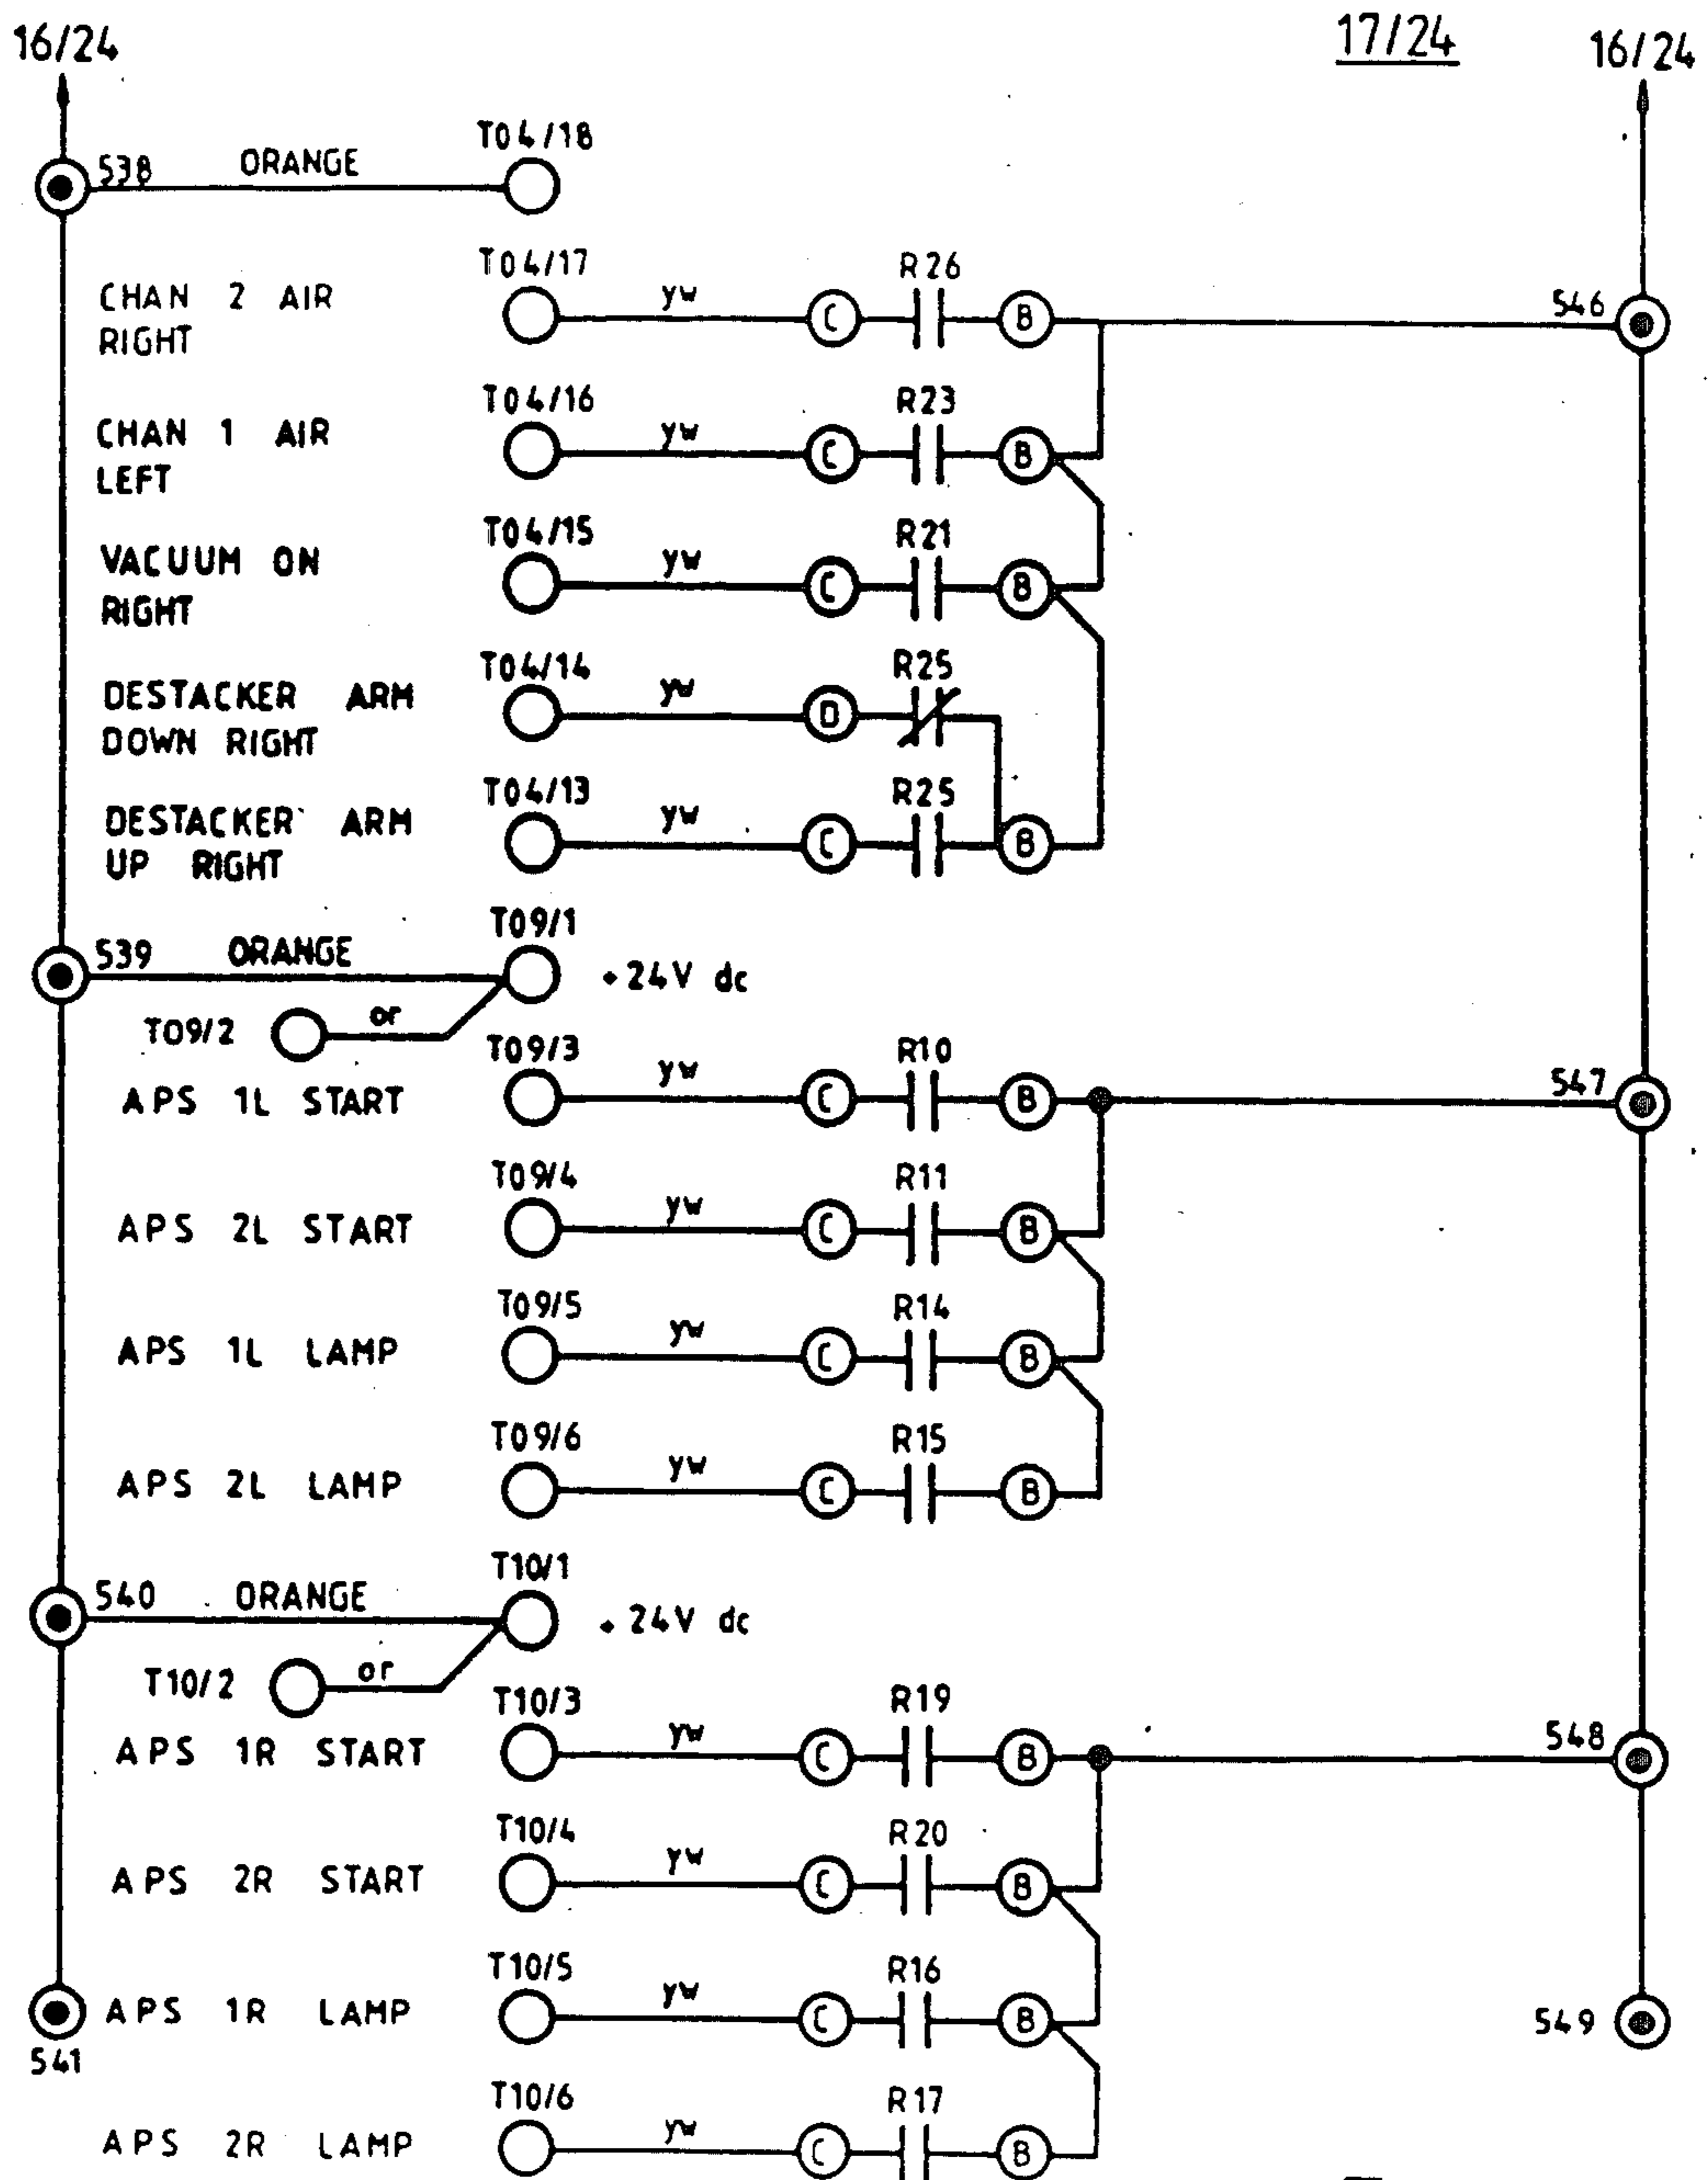 16/24
17/24
16/24
538 ORANGE T04/18
T04/17 R26
CHAN 2 AIR yw C B 546
RIGHT
T04/16 R23
CHAN 1 AIR yw C B
LEFT
T04/15 R21
VACUUM ON yw C B
RIGHT
T04/14 R25
DESTACKER ARM yw D
DOWN RIGHT
T04/13 R25
DESTACKER ARM yw C B
UP RIGHT
T09/1
539 ORANGE +24V dc
T09/2 or
T09/3 R10
APS 1L START yw C B 547
T09/4 R11
APS 2L START yw C B
T09/5 R14
APS 1L LAMP yw C B
T09/6 R15
APS 2L LAMP yw C B
T10/1
540 ORANGE +24V dc
T10/2 or
T10/3 R19
APS 1R START yw C B 548
T10/4 R20
APS 2R START yw C B
T10/5 R16
APS 1R LAMP yw C B 549
541
T10/6 R17
APS 2R LAMP yw C B